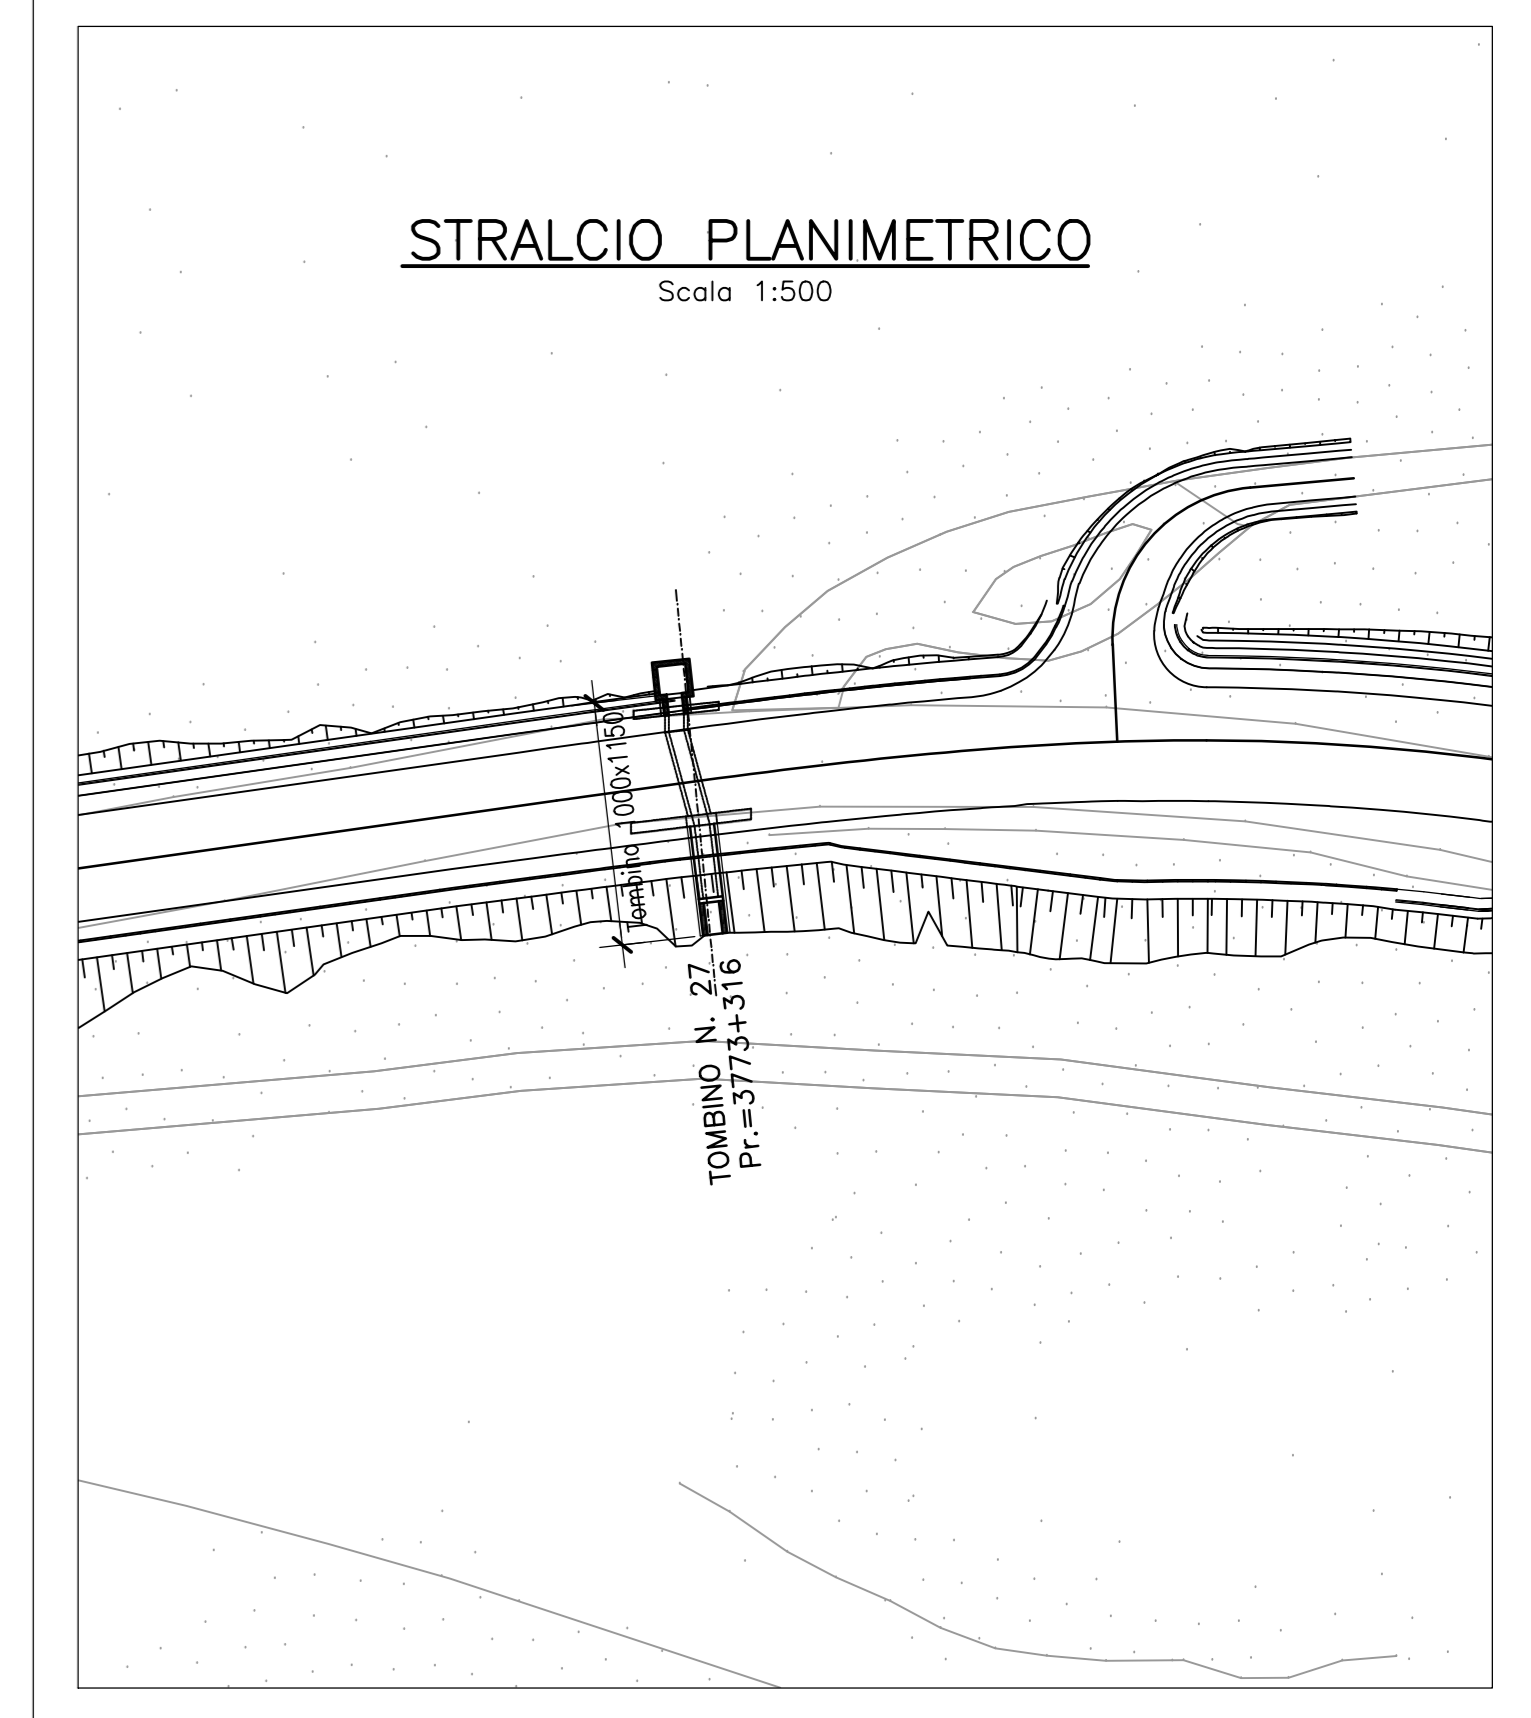 STRALCIO PLANIMETRICO
Scala 1:500
Tombino 1000x1150
TOMBINO N. 27
Pr.=3773+316